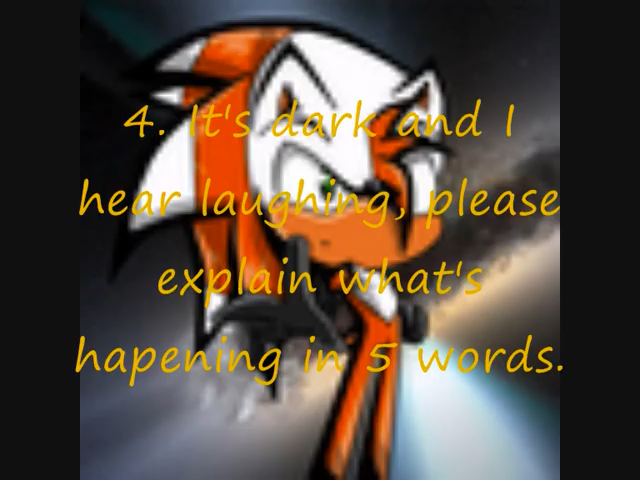 4. It's dark and I
hear laughing, please
explain what's
hapening in 5 words.